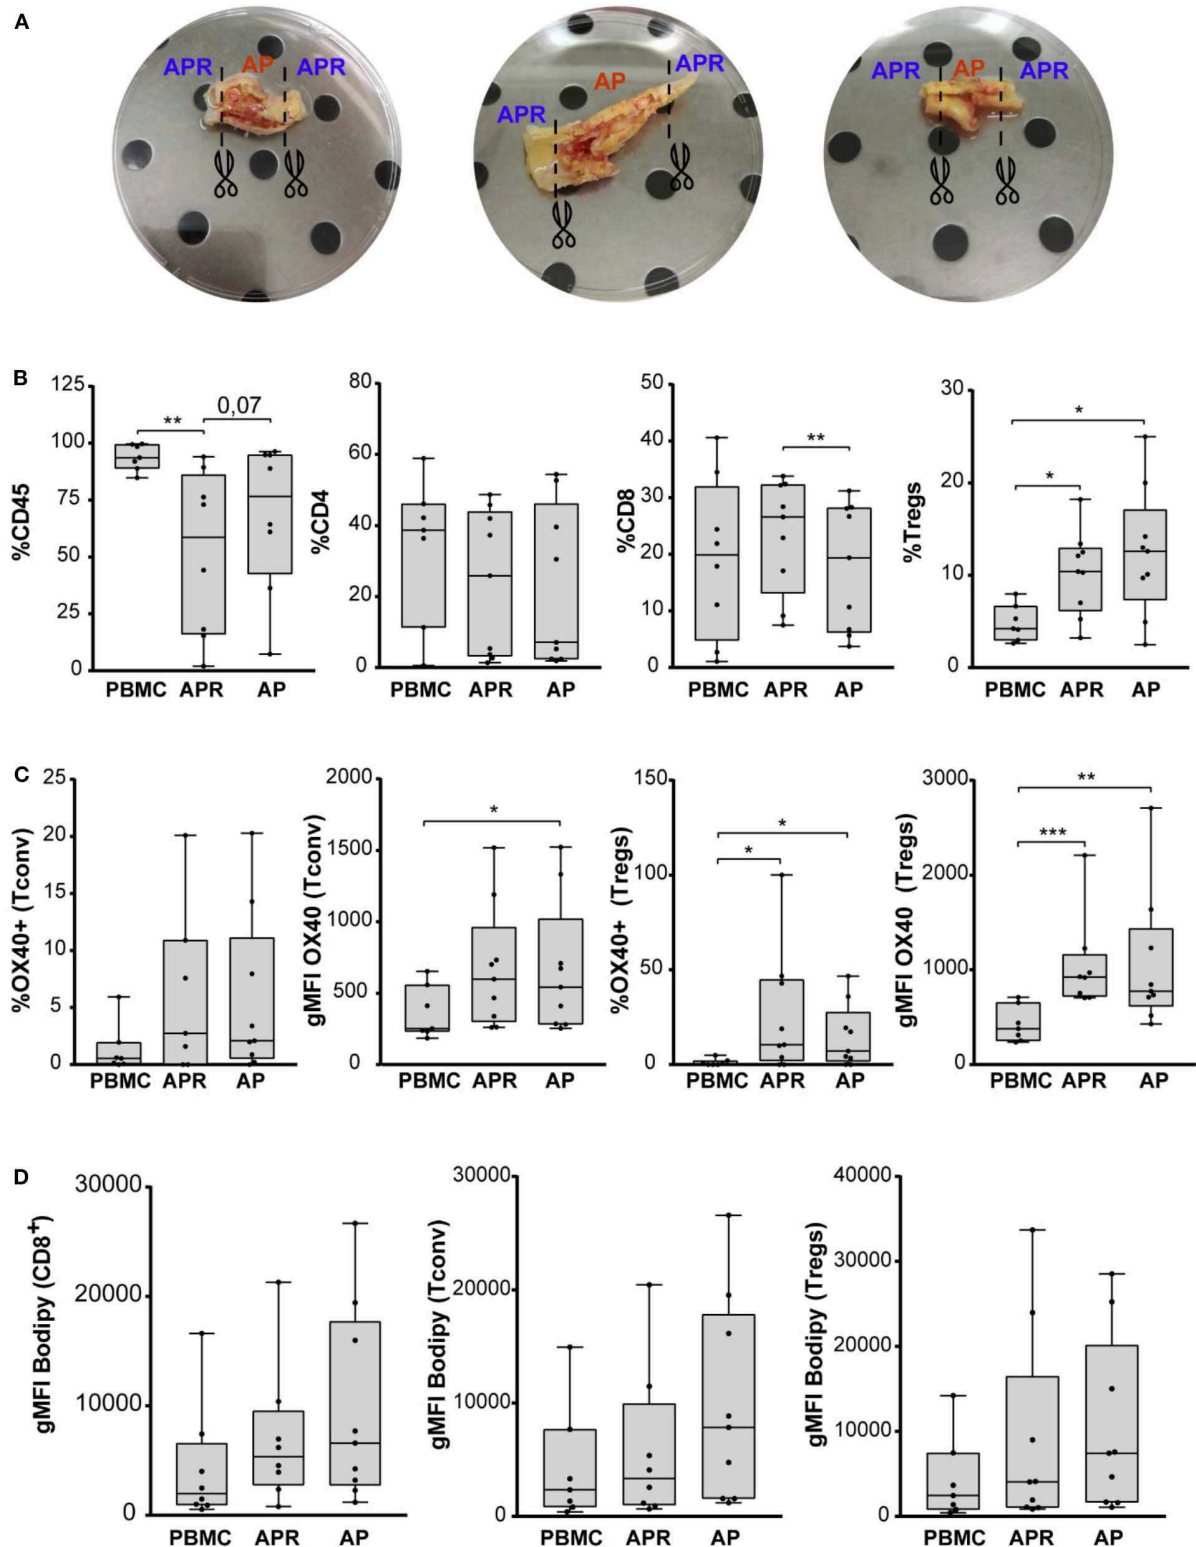 A
APR AP APR
APR AP APR
APR AP APR
B
%CD45
125
100
75
50
25
0
** 0,07
PBMC APR AP
%CD4
80
60
40
20
0
PBMC APR AP
%CD8
50
40
30
20
10
0
**
PBMC APR AP
%Tregs
30
20
10
0
*
*
PBMC APR AP
C
%OX40+ (Tconv)
25
20
15
10
5
0
PBMC APR AP
gMFI OX40 (Tconv)
2000
1500
1000
500
0
*
PBMC APR AP
%OX40+ (Tregs)
150
100
50
0
*
*
PBMC APR AP
gMFI OX40 (Tregs)
3000
2000
1000
0
**
***
PBMC APR AP
D
gMFI Bodipy (CD8+)
30000
20000
10000
0
PBMC APR AP
gMFI Bodipy (Tconv)
30000
20000
10000
0
PBMC APR AP
gMFI Bodipy (Tregs)
40000
30000
20000
10000
0
PBMC APR AP